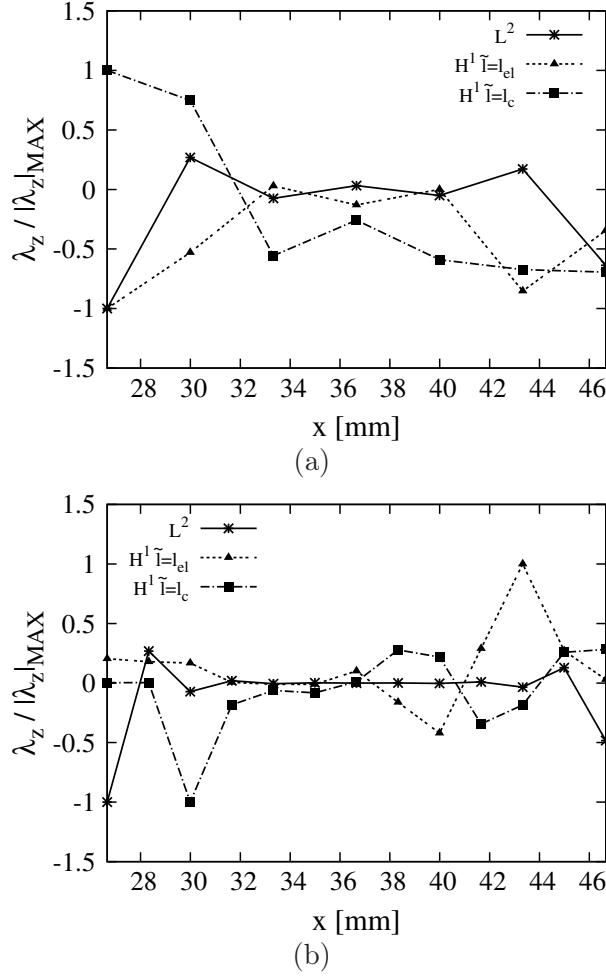 1.5
1
0.5
0
-0.5
-1
-1.5
λz / |λz|MAX
L2
H1 l̃=lel
H1 l̃=lc
28 30 32 34 36 38 40 42 44 46
x [mm]
(a)
1.5
1
0.5
0
-0.5
-1
-1.5
λz / |λz|MAX
L2
H1 l̃=lel
H1 l̃=lc
28 30 32 34 36 38 40 42 44 46
x [mm]
(b)